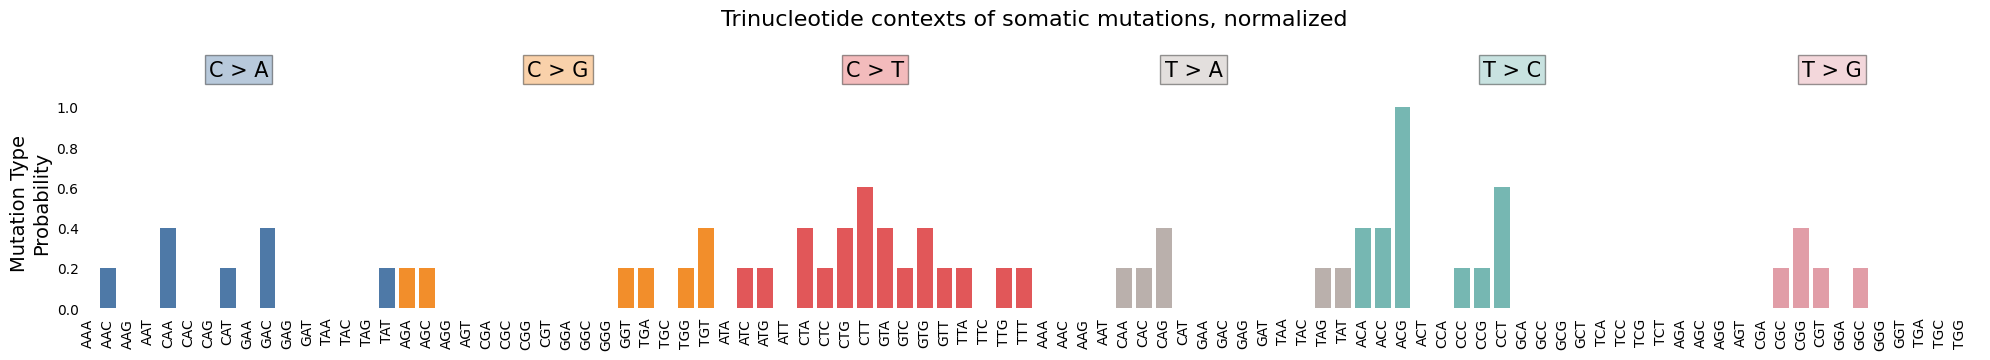 Trinucleotide contexts of somatic mutations, normalized
C > A
C > G
C > T
T > A
T > C
T > G
Mutation Type
Probability
1.0
0.8
0.6
0.4
0.2
0.0
AAA
AAC
AAG
AAT
CAA
CAC
CAG
CAT
GAA
GAC
GAG
GAT
TAA
TAC
TAG
TAT
AGA
AGC
AGG
AGT
CGA
CGC
CGG
CGT
GGA
GGC
GGG
GGT
TGA
TGC
TGG
TGT
ATA
ATC
ATG
ATT
CTA
CTC
CTG
CTT
GTA
GTC
GTG
GTT
TTA
TTC
TTG
TTT
AAA
AAC
AAG
AAT
CAA
CAC
CAG
CAT
GAA
GAC
GAG
GAT
TAA
TAC
TAG
TAT
ACA
ACC
ACG
ACT
CCA
CCC
CCG
CCT
GCA
GCC
GCG
GCT
TCA
TCC
TCG
TCT
AGA
AGC
AGG
AGT
CGA
CGC
CGG
CGT
GGA
GGC
GGG
GGT
TGA
TGC
TGG